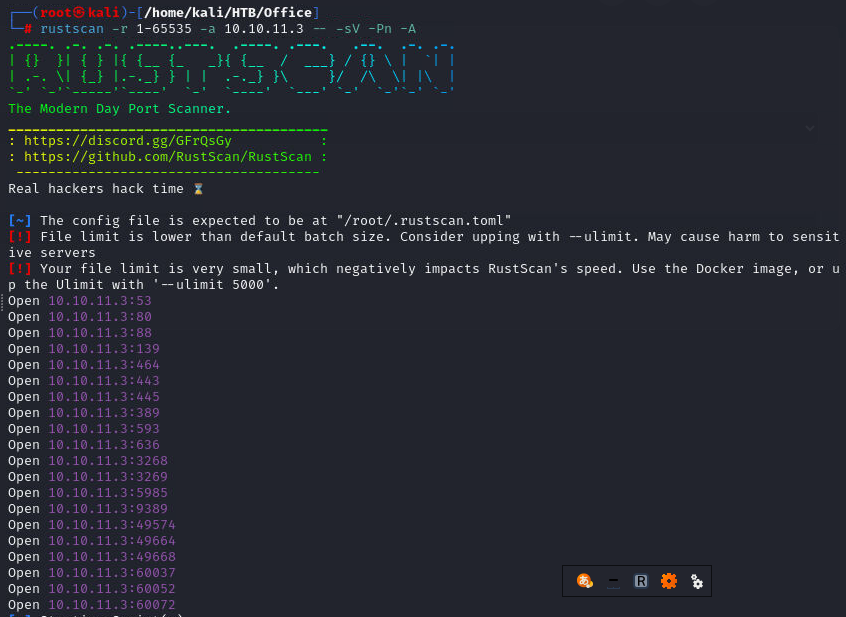 (root㉿kali)-[/home/kali/HTB/Office]
# rustscan -r 1-65535 -a 10.10.11.3 -- -sV -Pn -A
.----. .-. .-. .----..---.  .----. .---.   .--.  .-. .-.
| {}  }| { } |{ {__ {_   _}{ {__  /  ___} / {} \ |  `| |
| .-. \| {_} |.-._} } | |  .-._} }\     }/  /\  \| |\  |
`-' `-'`-----'`----'  `-'  `----'  `---' `-'  `-'`-' `-'
The Modern Day Port Scanner.
________________________________________
: https://discord.gg/GFrQsGy           :
: https://github.com/RustScan/RustScan :
 --------------------------------------
Real hackers hack time ⌛
[~] The config file is expected to be at "/root/.rustscan.toml"
[!] File limit is lower than default batch size. Consider upping with --ulimit. May cause harm to sensit
ive servers
[!] Your file limit is very small, which negatively impacts RustScan's speed. Use the Docker image, or u
p the Ulimit with '--ulimit 5000'.
Open 10.10.11.3:53
Open 10.10.11.3:80
Open 10.10.11.3:88
Open 10.10.11.3:139
Open 10.10.11.3:464
Open 10.10.11.3:443
Open 10.10.11.3:445
Open 10.10.11.3:389
Open 10.10.11.3:593
Open 10.10.11.3:636
Open 10.10.11.3:3268
Open 10.10.11.3:3269
Open 10.10.11.3:5985
Open 10.10.11.3:9389
Open 10.10.11.3:49574
Open 10.10.11.3:49664
Open 10.10.11.3:49668
Open 10.10.11.3:60037
Open 10.10.11.3:60052
Open 10.10.11.3:60072
R